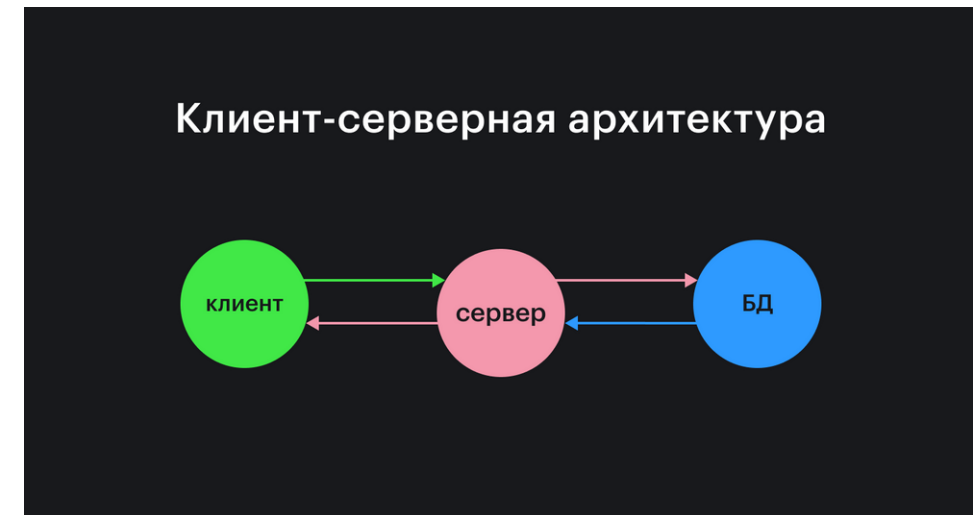 Клиент-серверная архитектура
клиент
сервер
БД